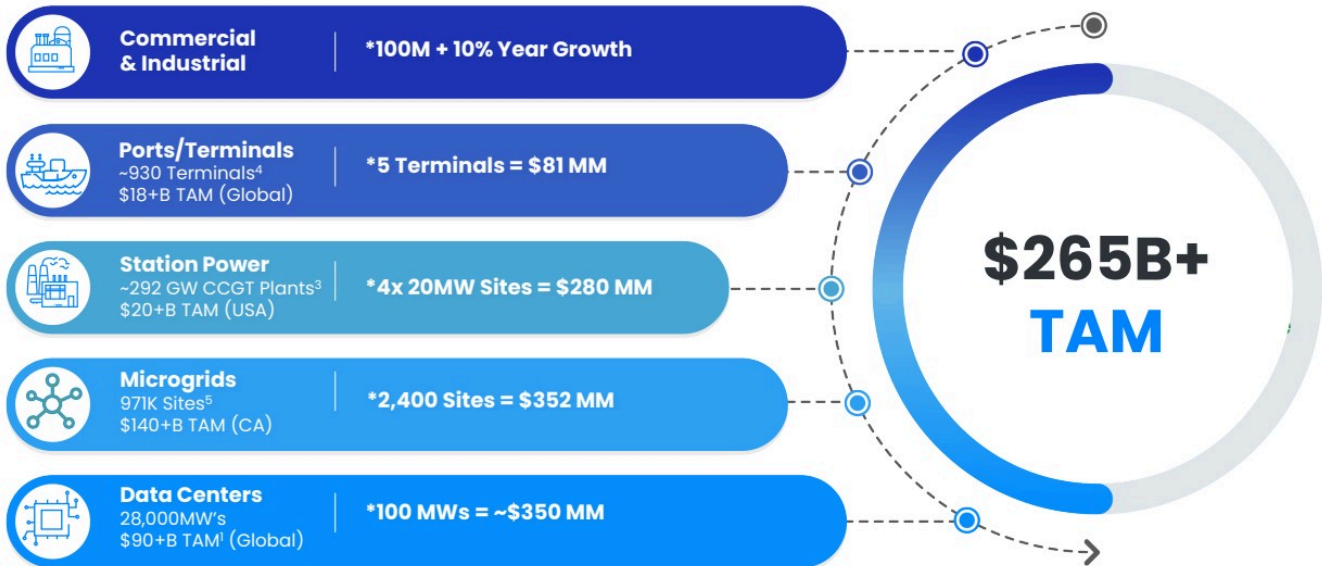 Commercial
& Industrial
*100M + 10% Year Growth
Ports/Terminals
~930 Terminals⁴
$18+B TAM (Global)
*5 Terminals = $81 MM
Station Power
~292 GW CCGT Plants³
$20+B TAM (USA)
*4x 20MW Sites = $280 MM
Microgrids
971K Sites⁵
$140+B TAM (CA)
*2,400 Sites = $352 MM
Data Centers
28,000MW's
$90+B TAM¹ (Global)
*100 MWs = ~$350 MM
$265B+
TAM